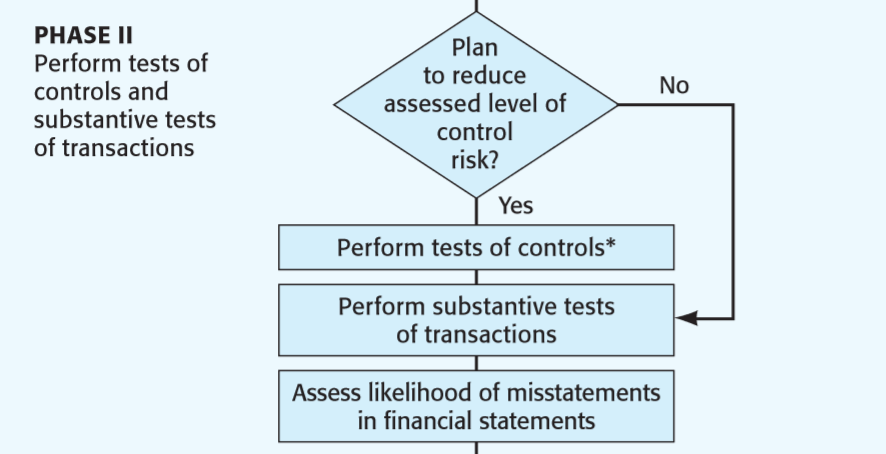 PHASE II
Perform tests of
controls and
substantive tests
of transactions
Plan
to reduce
assessed level of
control
risk?
No
Yes
Perform tests of controls*
Perform substantive tests
of transactions
Assess likelihood of misstatements
in financial statements